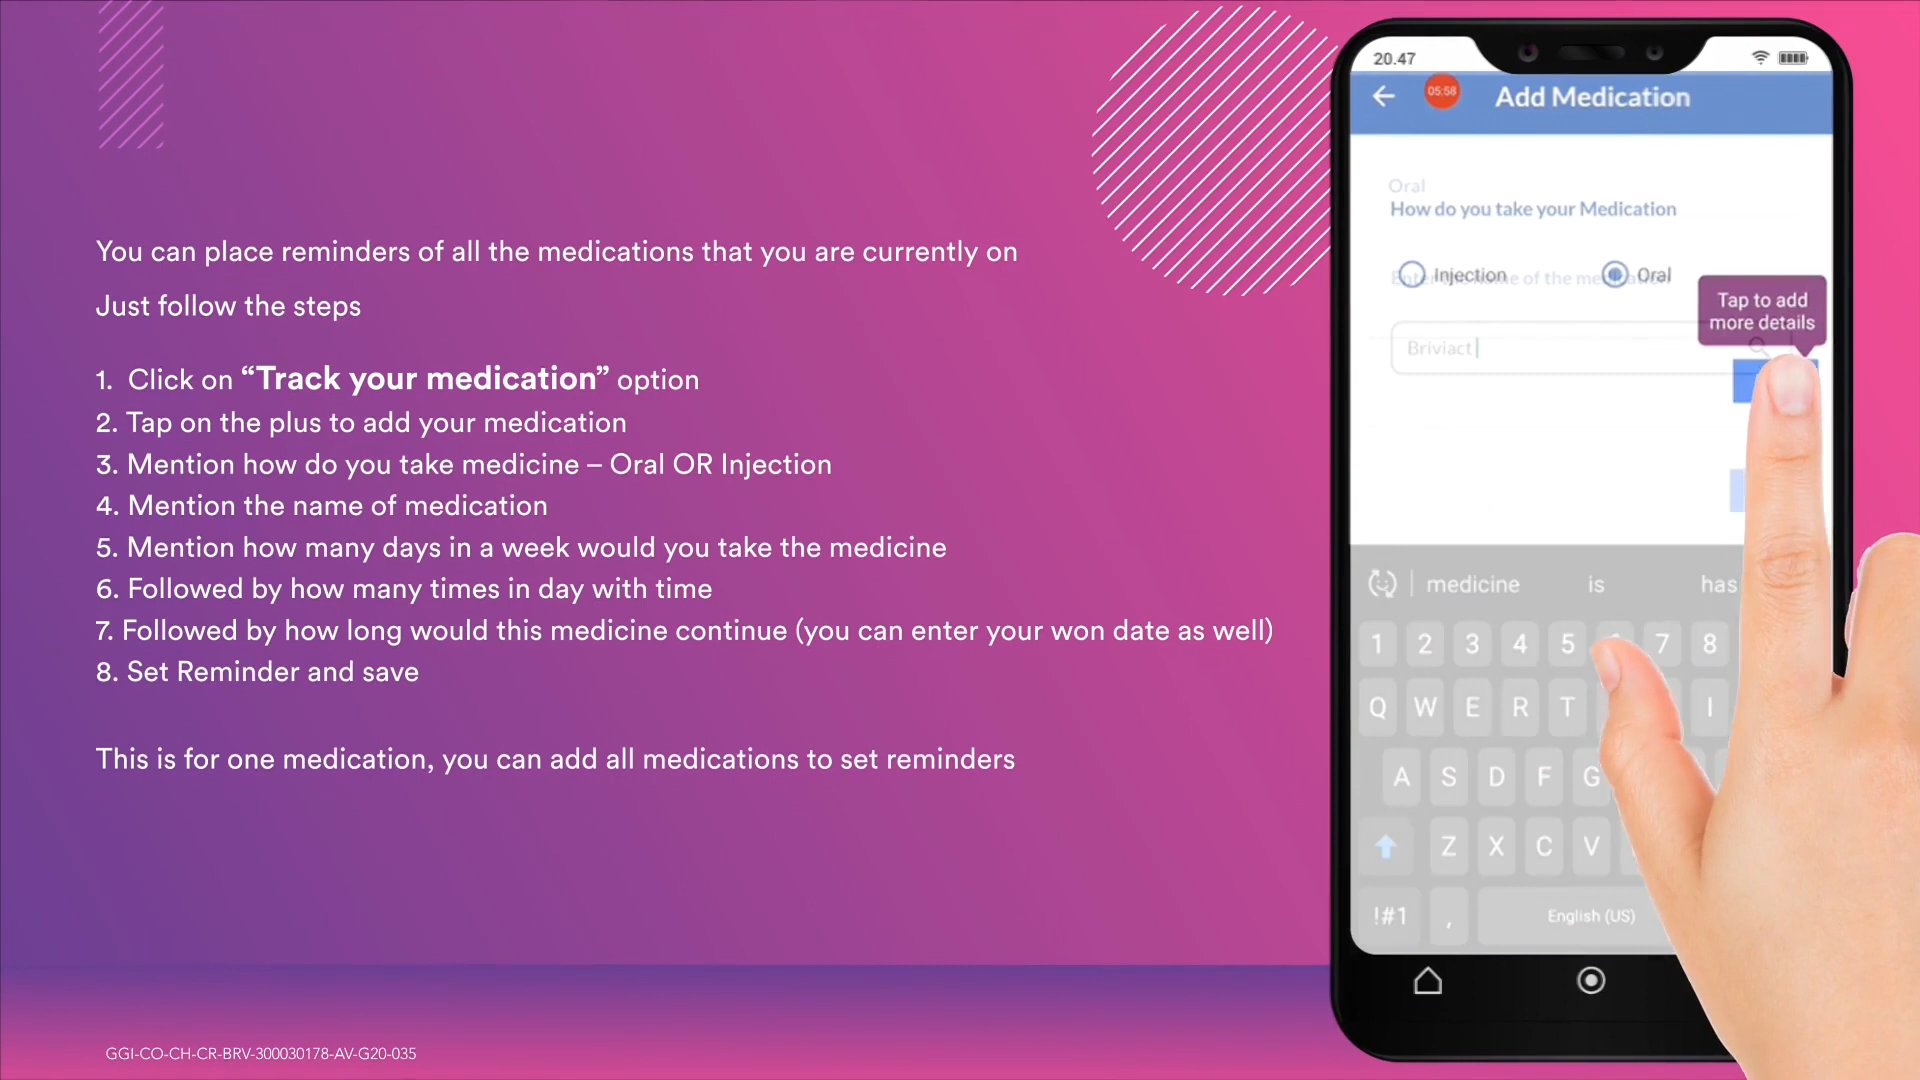 You can place reminders of all the medications that you are currently on
Just follow the steps
1. Click on “Track your medication” option
2. Tap on the plus to add your medication
3. Mention how do you take medicine – Oral OR Injection
4. Mention the name of medication
5. Mention how many days in a week would you take the medicine
6. Followed by how many times in day with time
7. Followed by how long would this medicine continue (you can enter your won date as well)
8. Set Reminder and save
This is for one medication, you can add all medications to set reminders
GGI-CO-CH-CR-BRV-300030178-AV-G20-035
20.47
05:58
Add Medication
Oral
How do you take your Medication
Injection
Oral
Enter the name of the medication
Tap to add
more details
Briviact
medicine
is
has
1 2 3 4 5 7 8
Q W E R T I
A S D F G
Z X C V
!#1 , English (US)